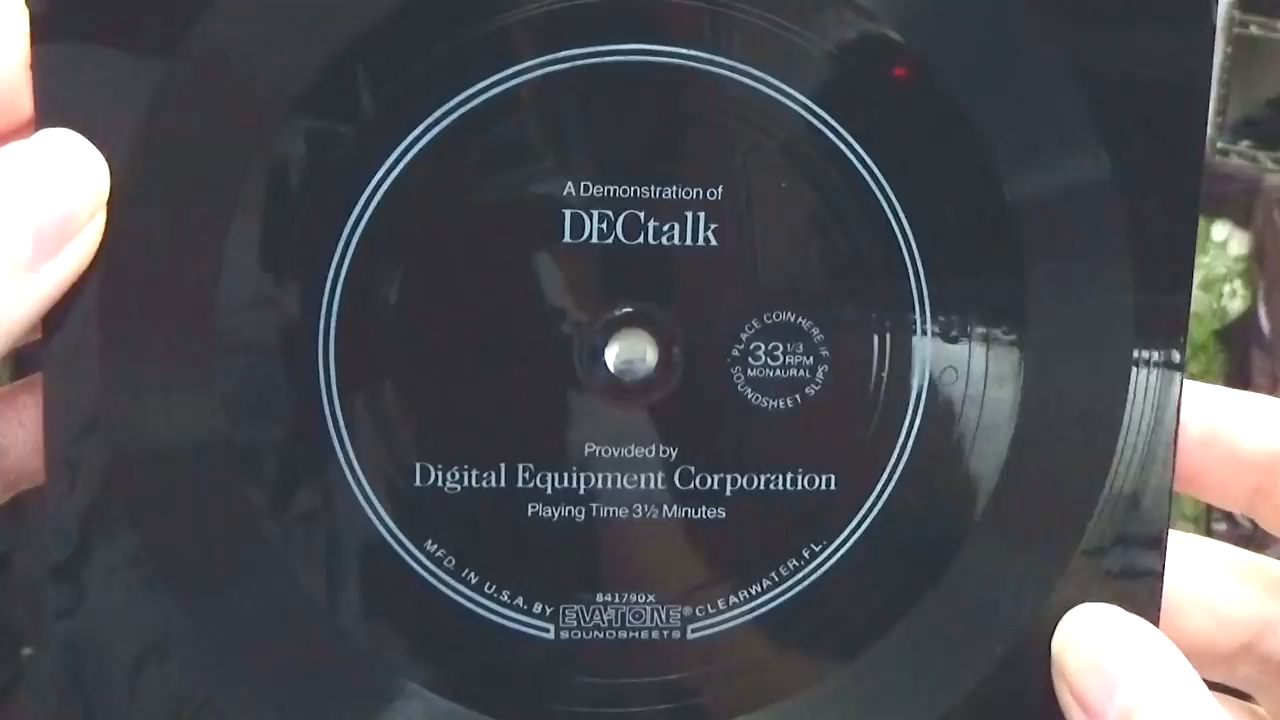 A Demonstration of
DECtalk
PLACE COIN HERE IF
33 1/3
RPM
MONAURAL
SOUNDSHEET SLIPS
Provided by
Digital Equipment Corporation
Playing Time 3½ Minutes
841790X
MFD. IN U.S.A. BY EVA-TONE® CLEARWATER, FL.
SOUNDSHEETS